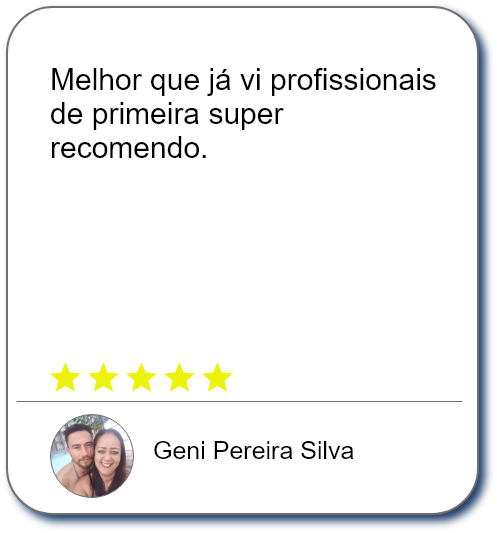 Melhor que já vi profissionais
de primeira super
recomendo.
Geni Pereira Silva